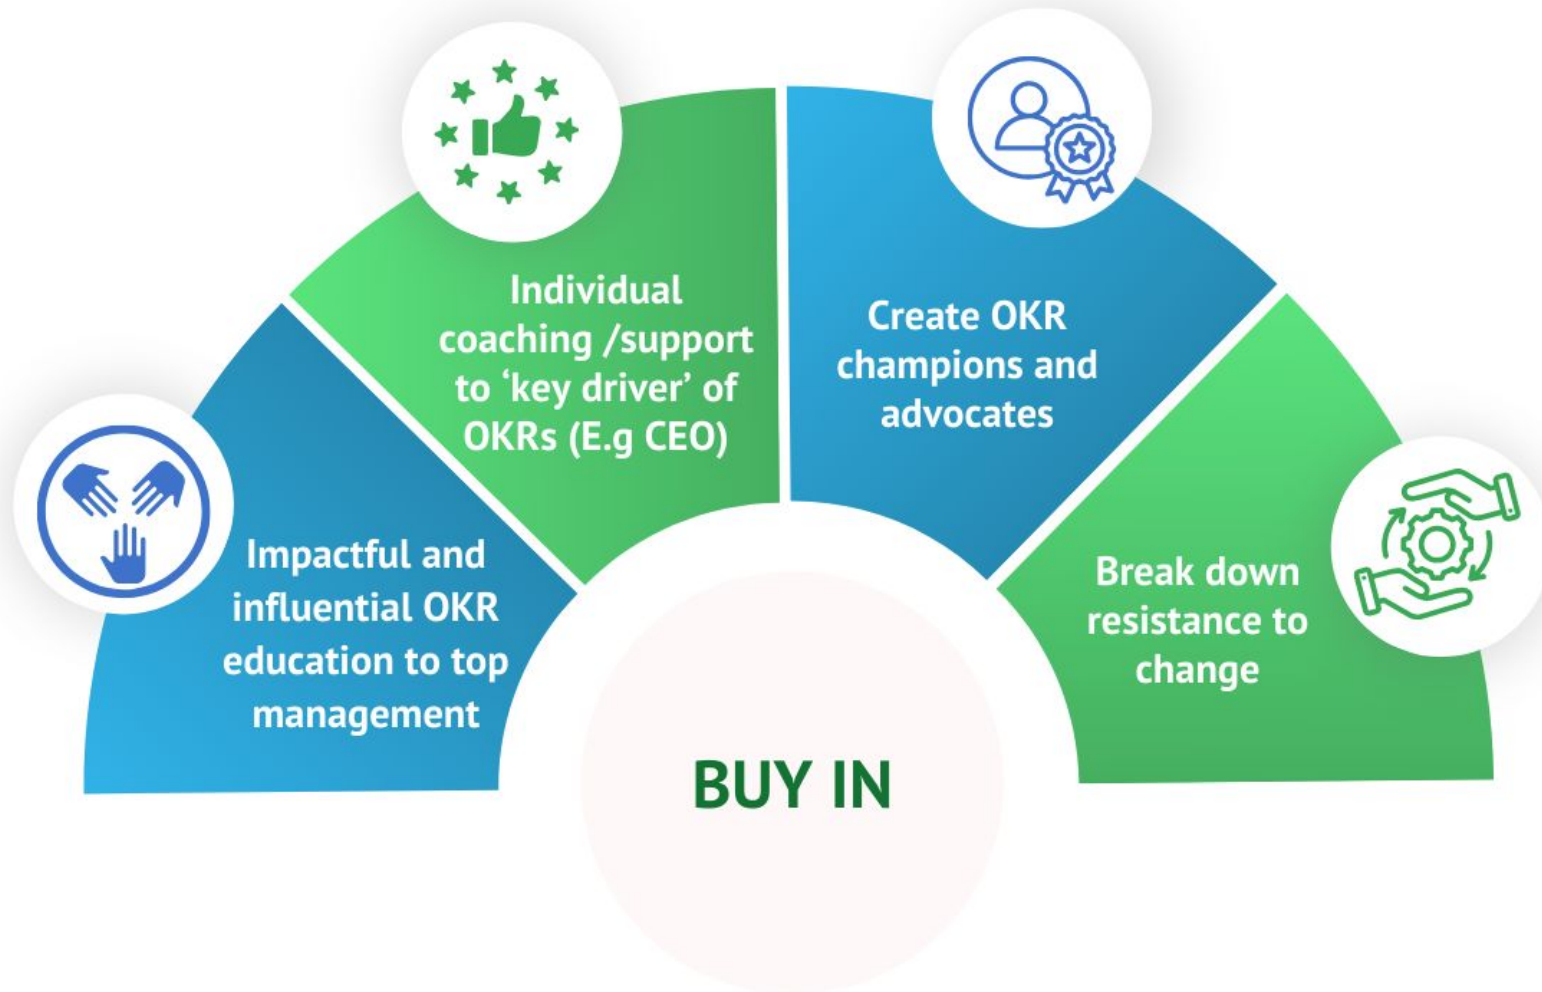 Impactful and
influential OKR
education to top
management
Individual
coaching /support
to ‘key driver’ of
OKRs (E.g CEO)
Create OKR
champions and
advocates
Break down
resistance to
change
BUY IN